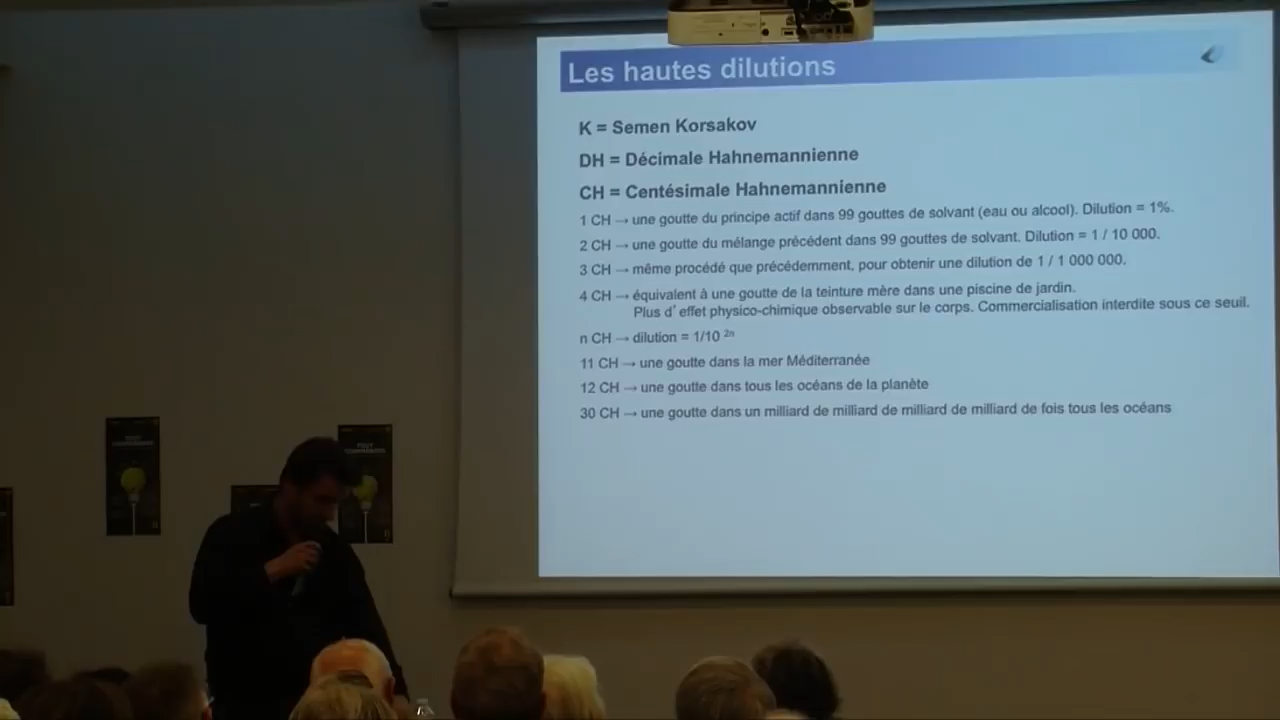 Les hautes dilutions
K = Semen Korsakov
DH = Décimale Hahnemannienne
CH = Centésimale Hahnemannienne
1 CH → une goutte du principe actif dans 99 gouttes de solvant (eau ou alcool). Dilution = 1%.
2 CH → une goutte du mélange précédent dans 99 gouttes de solvant. Dilution = 1 / 10 000.
3 CH → même procédé que précédemment, pour obtenir une dilution de 1 / 1 000 000.
4 CH → équivalent à une goutte de la teinture mère dans une piscine de jardin.
Plus d'effet physico-chimique observable sur le corps. Commercialisation interdite sous ce seuil.
n CH → dilution = 1/10 ²ⁿ
11 CH → une goutte dans la mer Méditerranée
12 CH → une goutte dans tous les océans de la planète
30 CH → une goutte dans un milliard de milliard de milliard de milliard de fois tous les océans